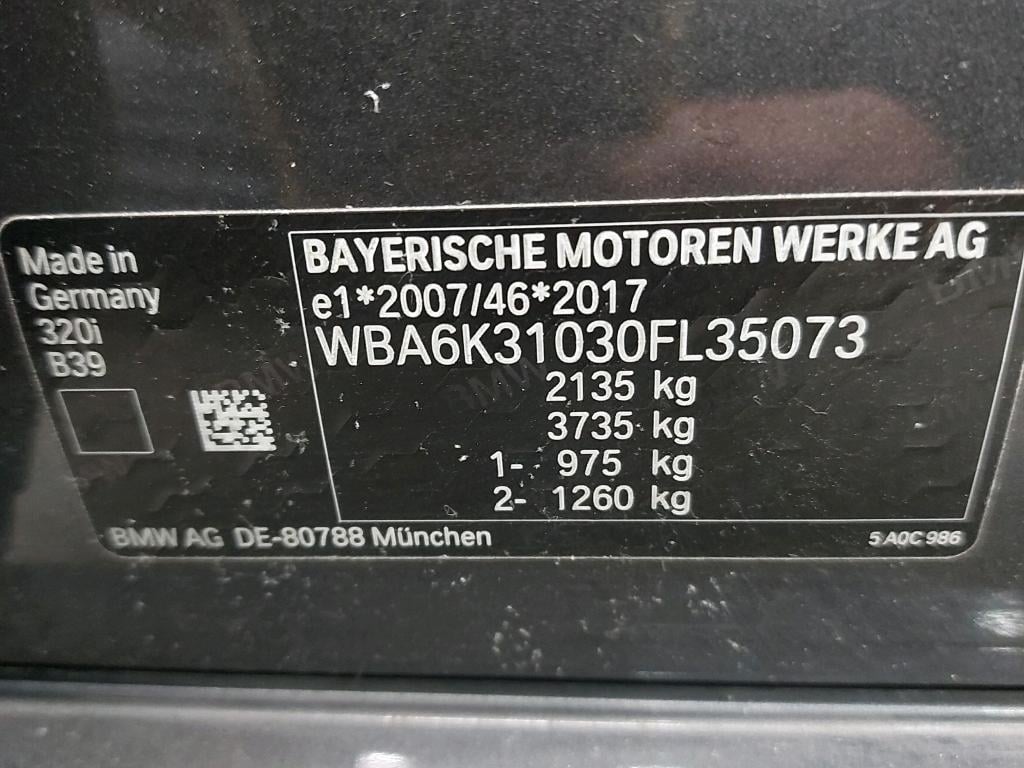 Made in
Germany
320i
B39
BAYERISCHE MOTOREN WERKE AG
e1*2007/46*2017
WBA6K31030FL35073
2135 kg
3735 kg
1- 975 kg
2- 1260 kg
BMW AG DE-80788 München
5 A0C 986